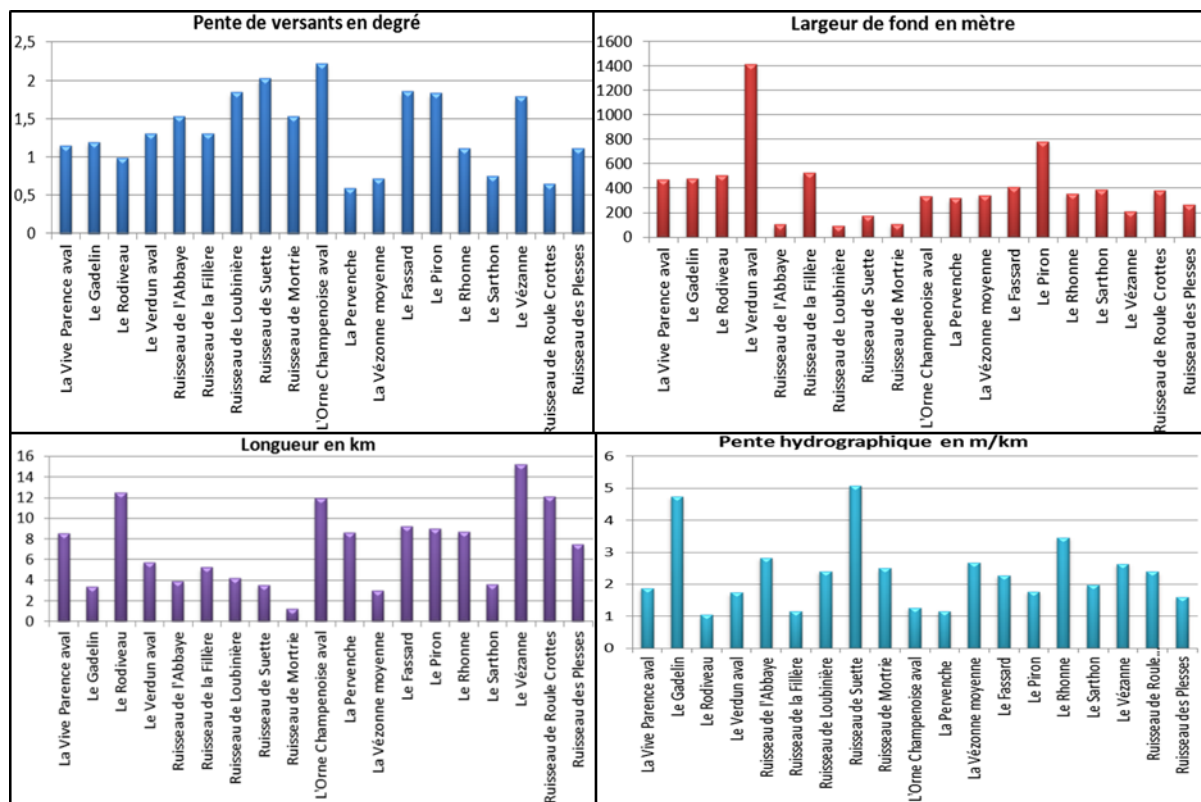 Pente de versants en degré
2,5
2
1,5
1
0,5
0
La Vive Parence aval
Le Gadelin
Le Rodiveau
Le Verdun aval
Ruisseau de l'Abbaye
Ruisseau de la Fillère
Ruisseau de Loubinière
Ruisseau de Suette
Ruisseau de Mortrie
L'Orne Champenoise aval
La Pervenche
La Vézonne moyenne
Le Fassard
Le Piron
Le Rhonne
Le Sarthon
Le Vézanne
Ruisseau de Roule Crottes
Ruisseau des Plesses
Largeur de fond en mètre
1600
1400
1200
1000
800
600
400
200
0
La Vive Parence aval
Le Gadelin
Le Rodiveau
Le Verdun aval
Ruisseau de l'Abbaye
Ruisseau de la Fillère
Ruisseau de Loubinière
Ruisseau de Suette
Ruisseau de Mortrie
L'Orne Champenoise aval
La Pervenche
La Vézonne moyenne
Le Fassard
Le Piron
Le Rhonne
Le Sarthon
Le Vézanne
Ruisseau de Roule Crottes
Ruisseau des Plesses
Longueur en km
16
14
12
10
8
6
4
2
0
La Vive Parence aval
Le Gadelin
Le Rodiveau
Le Verdun aval
Ruisseau de l'Abbaye
Ruisseau de la Fillère
Ruisseau de Loubinière
Ruisseau de Suette
Ruisseau de Mortrie
L'Orne Champenoise aval
La Pervenche
La Vézonne moyenne
Le Fassard
Le Piron
Le Rhonne
Le Sarthon
Le Vézanne
Ruisseau de Roule Crottes
Ruisseau des Plesses
Pente hydrographique en m/km
6
5
4
3
2
1
0
La Vive Parence aval
Le Gadelin
Le Rodiveau
Le Verdun aval
Ruisseau de l'Abbaye
Ruisseau de la Fillère
Ruisseau de Loubinière
Ruisseau de Suette
Ruisseau de Mortrie
L'Orne Champenoise aval
La Pervenche
La Vézonne moyenne
Le Fassard
Le Piron
Le Rhonne
Le Sarthon
Le Vézanne
Ruisseau de Roule...
Ruisseau des Plesses